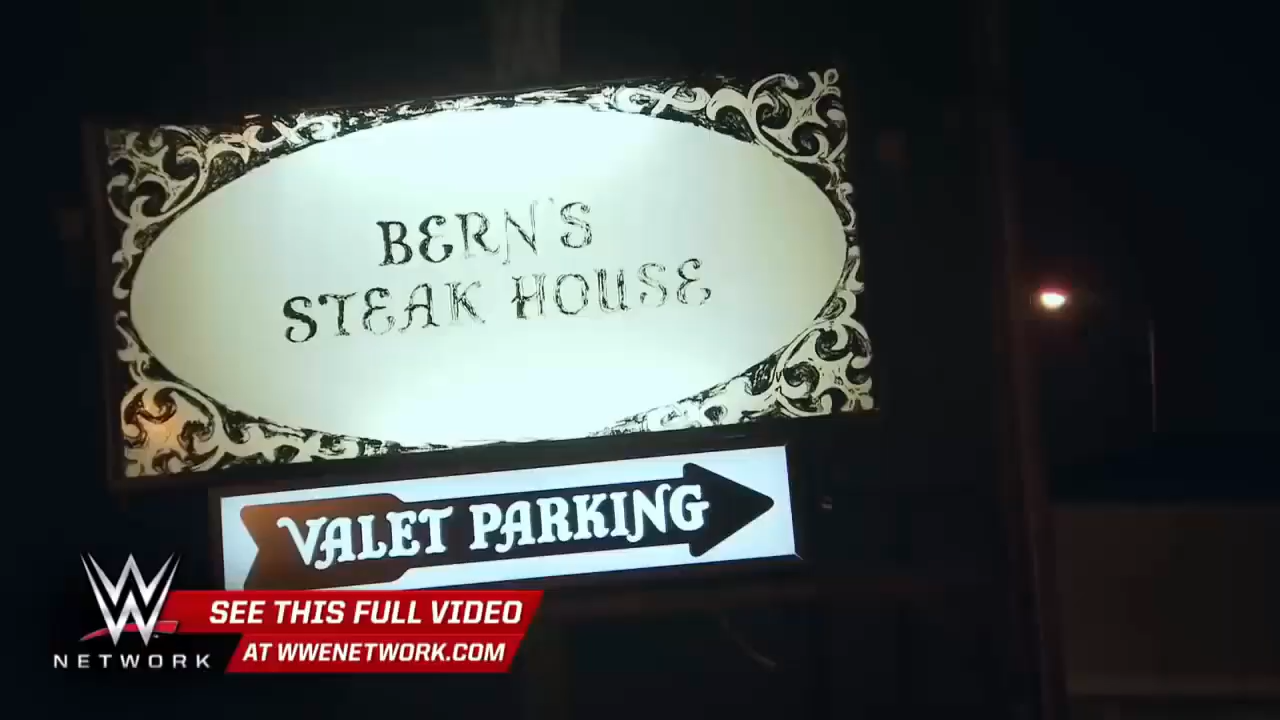 BERN'S
STEAK HOUSE
VALET PARKING
W
NETWORK
SEE THIS FULL VIDEO
AT WWENETWORK.COM